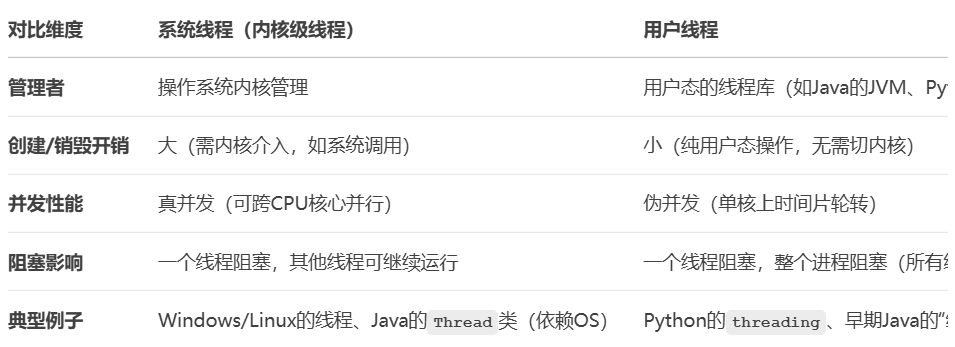 对比维度 系统线程（内核级线程） 用户线程
管理者 操作系统内核管理 用户态的线程库（如Java的JVM、Py
创建/销毁开销 大（需内核介入，如系统调用） 小（纯用户态操作，无需切内核）
并发性能 真并发（可跨CPU核心并行） 伪并发（单核上时间片轮转）
阻塞影响 一个线程阻塞，其他线程可继续运行 一个线程阻塞，整个进程阻塞（所有
典型例子 Windows/Linux的线程、Java的Thread类（依赖OS） Python的threading、早期Java的“